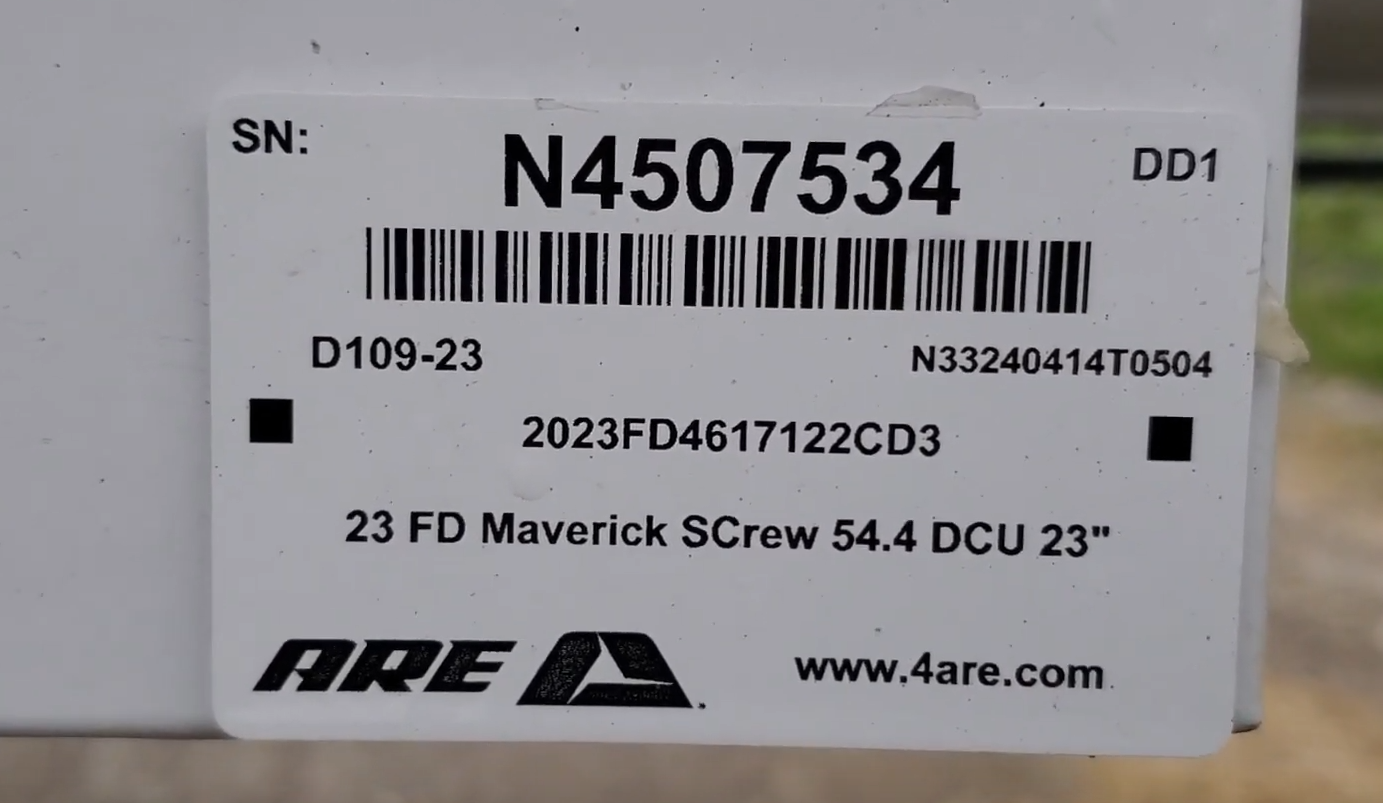 SN: N4507534 DD1
D109-23 N33240414T0504
2023FD4617122CD3
23 FD Maverick SCrew 54.4 DCU 23"
ARE www.4are.com